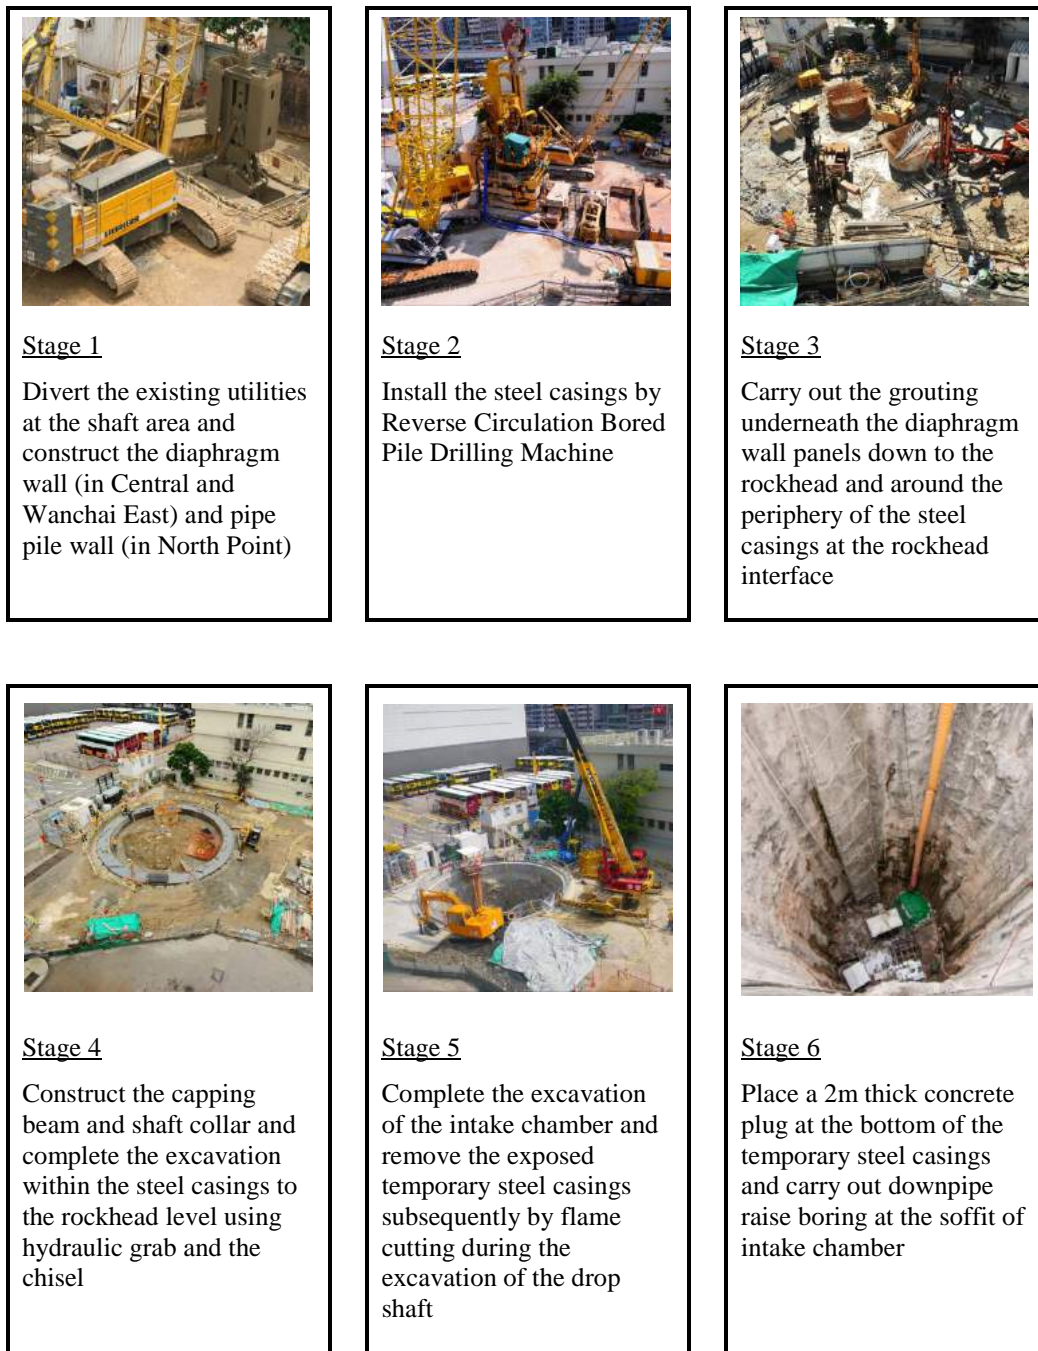 Stage 1
Divert the existing utilities
at the shaft area and
construct the diaphragm
wall (in Central and
Wanchai East) and pipe
pile wall (in North Point)
Stage 2
Install the steel casings by
Reverse Circulation Bored
Pile Drilling Machine
Stage 3
Carry out the grouting
underneath the diaphragm
wall panels down to the
rockhead and around the
periphery of the steel
casings at the rockhead
interface
Stage 4
Construct the capping
beam and shaft collar and
complete the excavation
within the steel casings to
the rockhead level using
hydraulic grab and the
chisel
Stage 5
Complete the excavation
of the intake chamber and
remove the exposed
temporary steel casings
subsequently by flame
cutting during the
excavation of the drop
shaft
Stage 6
Place a 2m thick concrete
plug at the bottom of the
temporary steel casings
and carry out downpipe
raise boring at the soffit of
intake chamber